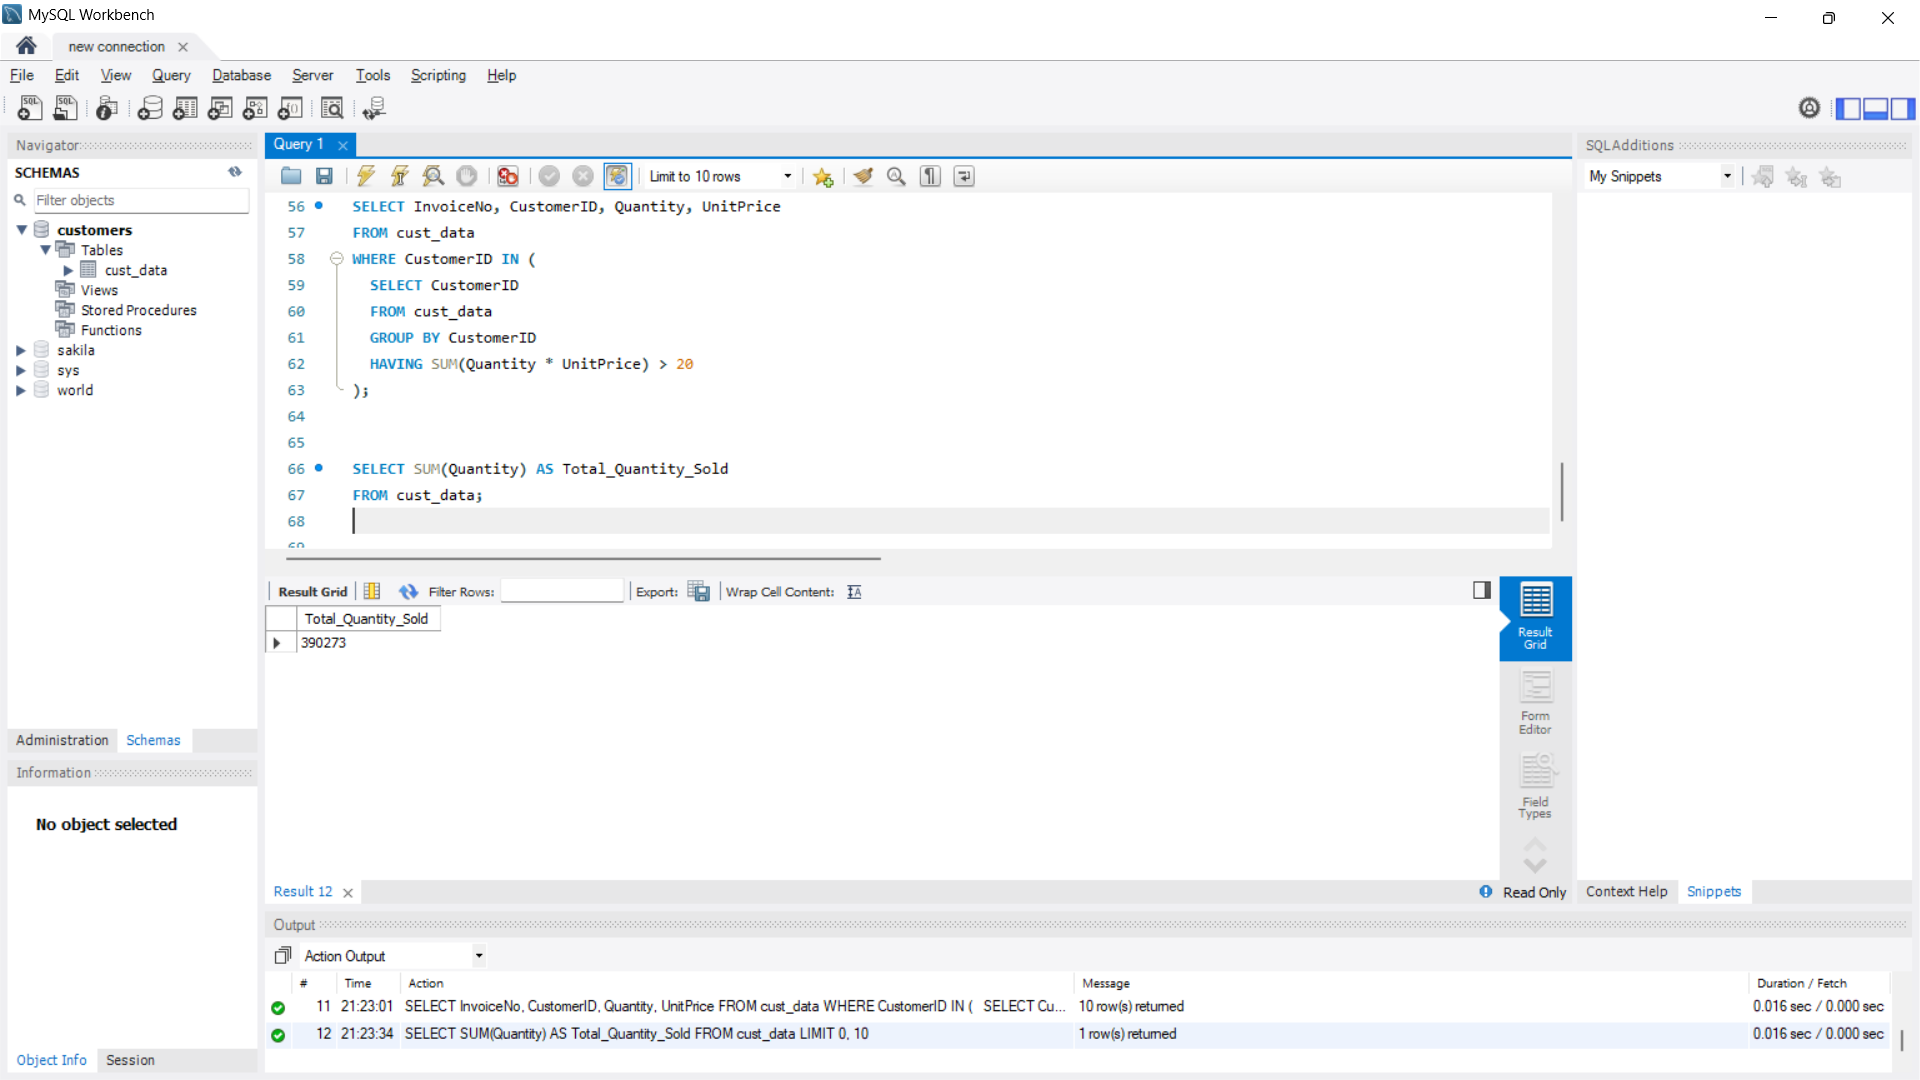 MySQL Workbench
new connection
File Edit View Query Database Server Tools Scripting Help
Navigator
SCHEMAS
Filter objects
customers
Tables
cust_data
Views
Stored Procedures
Functions
sakila
sys
world
Administration Schemas
Information
No object selected
Object Info Session
Query 1
Limit to 10 rows
56 SELECT InvoiceNo, CustomerID, Quantity, UnitPrice
57 FROM cust_data
58 WHERE CustomerID IN (
59 SELECT CustomerID
60 FROM cust_data
61 GROUP BY CustomerID
62 HAVING SUM(Quantity * UnitPrice) > 20
63 );
64
65
66 SELECT SUM(Quantity) AS Total_Quantity_Sold
67 FROM cust_data;
68
69
Result Grid Filter Rows: Export: Wrap Cell Content:
Total_Quantity_Sold
390273
Result
Grid
Form
Editor
Field
Types
Result 12
Read Only
SQLAdditions
My Snippets
Context Help Snippets
Output
Action Output
# Time Action Message Duration / Fetch
11 21:23:01 SELECT InvoiceNo, CustomerID, Quantity, UnitPrice FROM cust_data WHERE CustomerID IN ( SELECT Cu... 10 row(s) returned 0.016 sec / 0.000 sec
12 21:23:34 SELECT SUM(Quantity) AS Total_Quantity_Sold FROM cust_data LIMIT 0, 10 1 row(s) returned 0.016 sec / 0.000 sec